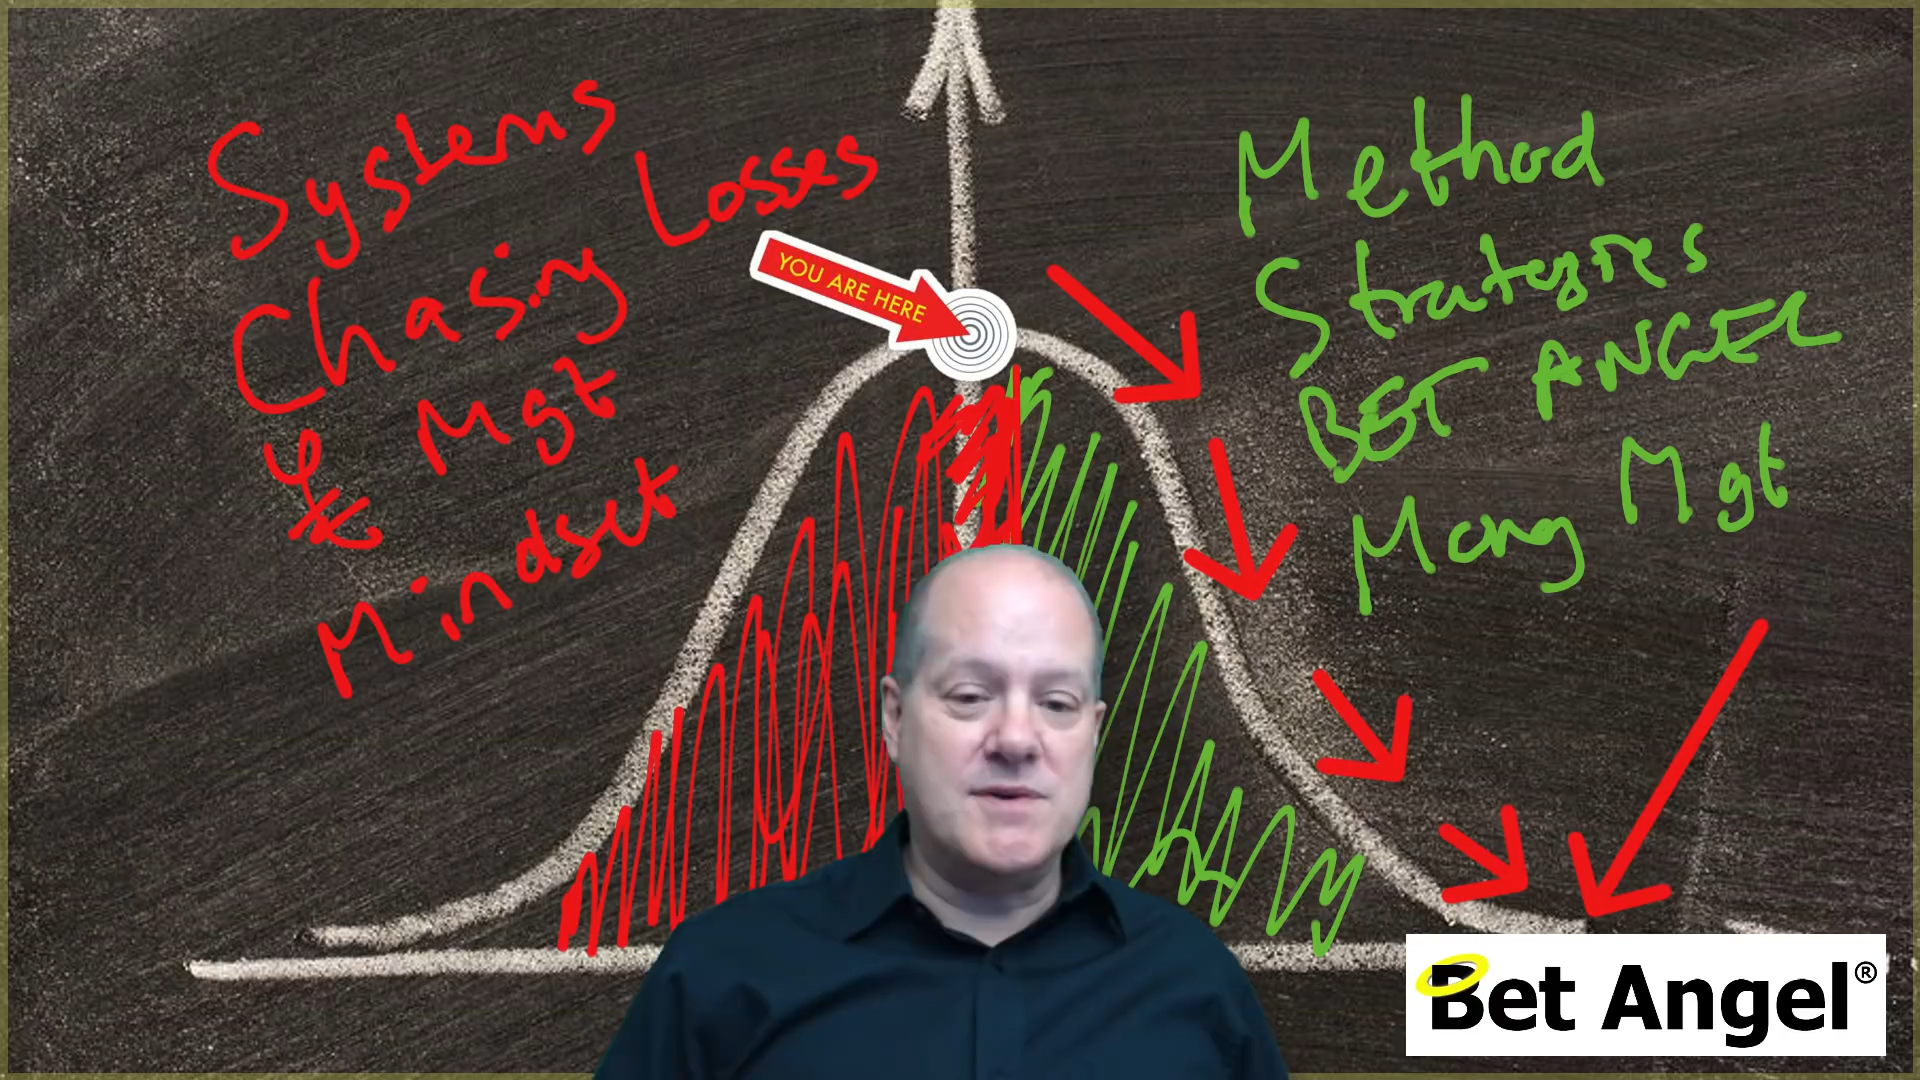 Systems
Chasing Losses
£ Mgt
Mindset
YOU ARE HERE
Method
Strategies
BET ANGEL
Mony Mgt
Bet Angel®